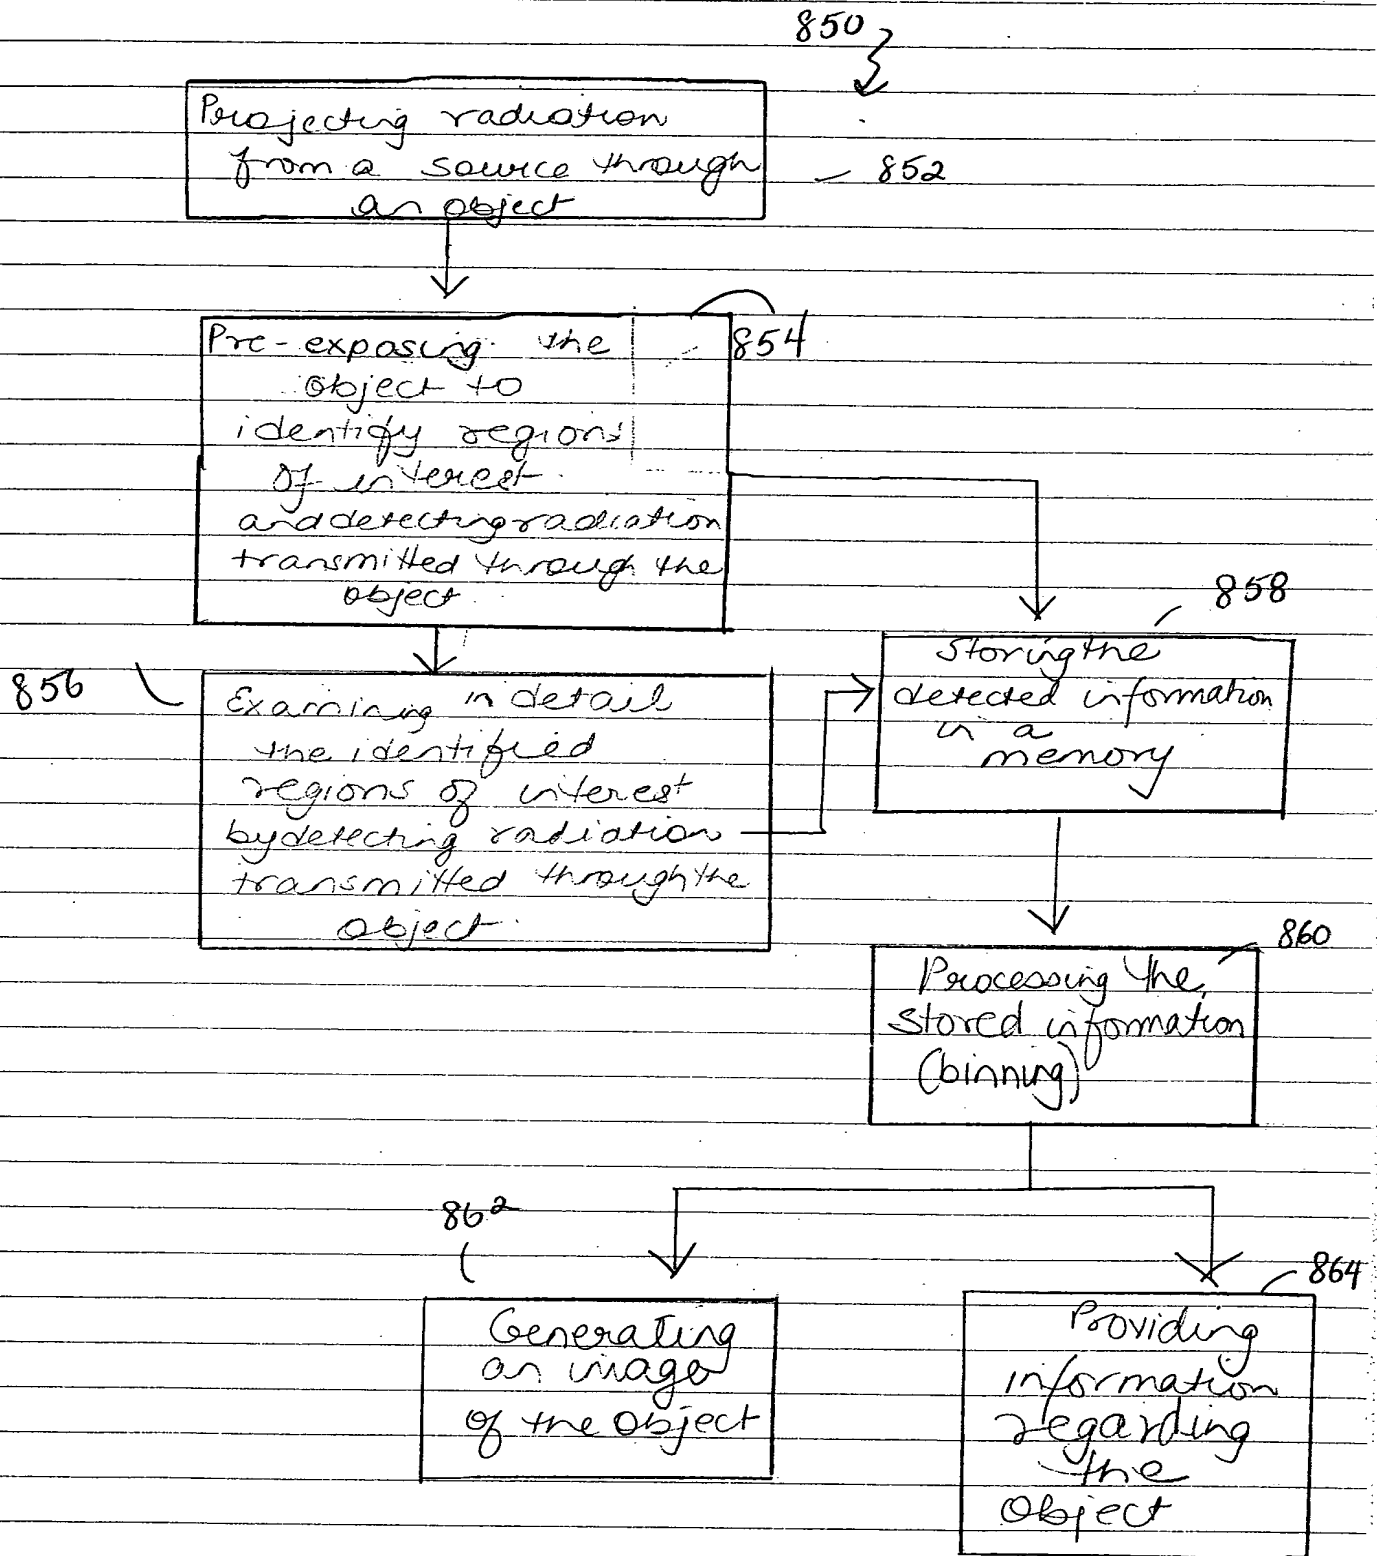 850
Projecting radiation
from a source through
an object
852
Pre-exposing the
object to
identify regions
of interest
and detecting radiation
transmitted through the
object
854
856
Examining in detail
the identified
regions of interest
by detecting radiation
transmitted through the
object
858
Storing the
detected information
in a
memory
860
Processing the
stored information
(binning)
862
Generating
an image
of the object
864
Providing
information
regarding
the
object